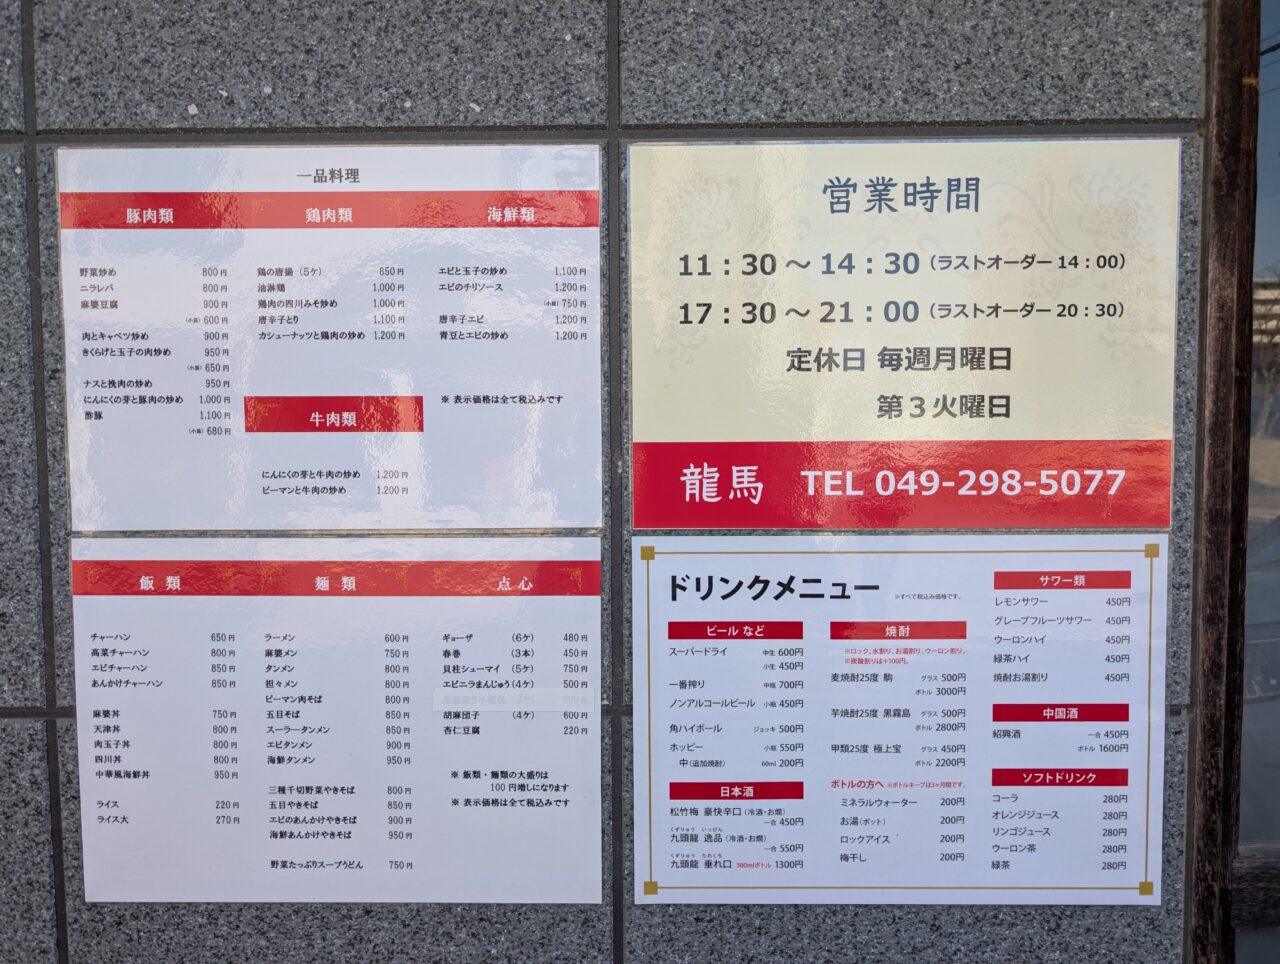 一品料理
豚肉類
野菜炒め 800円
ニラレバ 800円
麻婆豆腐 900円
(小皿) 600円
肉とキャベツ炒め 900円
きくらげと玉子の肉炒め 950円
(小皿) 650円
ナスと挽肉の炒め 950円
にんにくの芽と豚肉の炒め 1,000円
酢豚 1,100円
(小皿) 680円
鶏肉類
鶏の唐揚(5ケ) 850円
油淋鶏 1,000円
鶏肉の四川みそ炒め 1,000円
唐辛子とり 1,100円
カシューナッツと鶏肉の炒め 1,200円
牛肉類
にんにくの芽と牛肉の炒め 1,200円
ピーマンと牛肉の炒め 1,200円
海鮮類
エビと玉子の炒め 1,100円
エビのチリソース 1,200円
(小皿) 750円
唐辛子エビ 1,200円
青豆とエビの炒め 1,200円
※ 表示価格は全て税込みです
営業時間
11:30～14:30(ラストオーダー14:00)
17:30～21:00(ラストオーダー20:30)
定休日 毎週月曜日
第3火曜日
龍馬 TEL 049-298-5077
飯類
チャーハン 650円
高菜チャーハン 800円
エビチャーハン 850円
あんかけチャーハン 850円
麻婆丼 750円
天津丼 800円
肉玉子丼 800円
四川丼 800円
中華風海鮮丼 950円
ライス 220円
ライス大 270円
麺類
ラーメン 600円
麻婆メン 750円
タンメン 800円
担々メン 800円
ピーマン肉そば 800円
五目そば 850円
スーラータンメン 850円
エビタンメン 900円
海鮮タンメン 950円
三種千切野菜やきそば 800円
五目やきそば 850円
エビのあんかけやきそば 900円
海鮮あんかけやきそば 950円
野菜たっぷりスープうどん 750円
点心
ギョーザ (6ケ) 480円
春巻 (3本) 450円
貝柱シューマイ (5ケ) 750円
エビニラまんじゅう(4ケ) 500円
胡麻団子 (4ケ) 600円
杏仁豆腐 220円
※ 飯類・麺類の大盛りは
100円増しになります
※ 表示価格は全て税込みです
ドリンクメニュー ※すべて税込み価格です。
ビール など
スーパードライ 中生 600円
小生 450円
一番搾り 中瓶 700円
ノンアルコールビール 小瓶 450円
角ハイボール ジョッキ 500円
ホッピー 小瓶 550円
中(追加焼酎) 60ml 200円
日本酒
松竹梅 豪快辛口(冷酒・お燗)
一合 450円
くずりゅう いっぴん
九頭龍 逸品(冷酒・お燗)
一合 550円
くずりゅう たれくち
九頭龍 垂れ口 300mlボトル 1300円
焼酎
※ロック、水割り、お湯割り、ウーロン割り。
※炭酸割りは+100円。
麦焼酎25度 駒 グラス 500円
ボトル 3000円
芋焼酎25度 黒霧島 グラス 500円
ボトル 2800円
甲類25度 極上宝 グラス 450円
ボトル 2200円
ボトルの方へ ※ボトルキープは3ヶ月間です。
ミネラルウォーター 200円
お湯(ポット) 200円
ロックアイス 200円
梅干し 200円
サワー類
レモンサワー 450円
グレープフルーツサワー 450円
ウーロンハイ 450円
緑茶ハイ 450円
焼酎お湯割り 450円
中国酒
紹興酒 一合 450円
ボトル 1600円
ソフトドリンク
コーラ 280円
オレンジジュース 280円
リンゴジュース 280円
ウーロン茶 280円
緑茶 280円